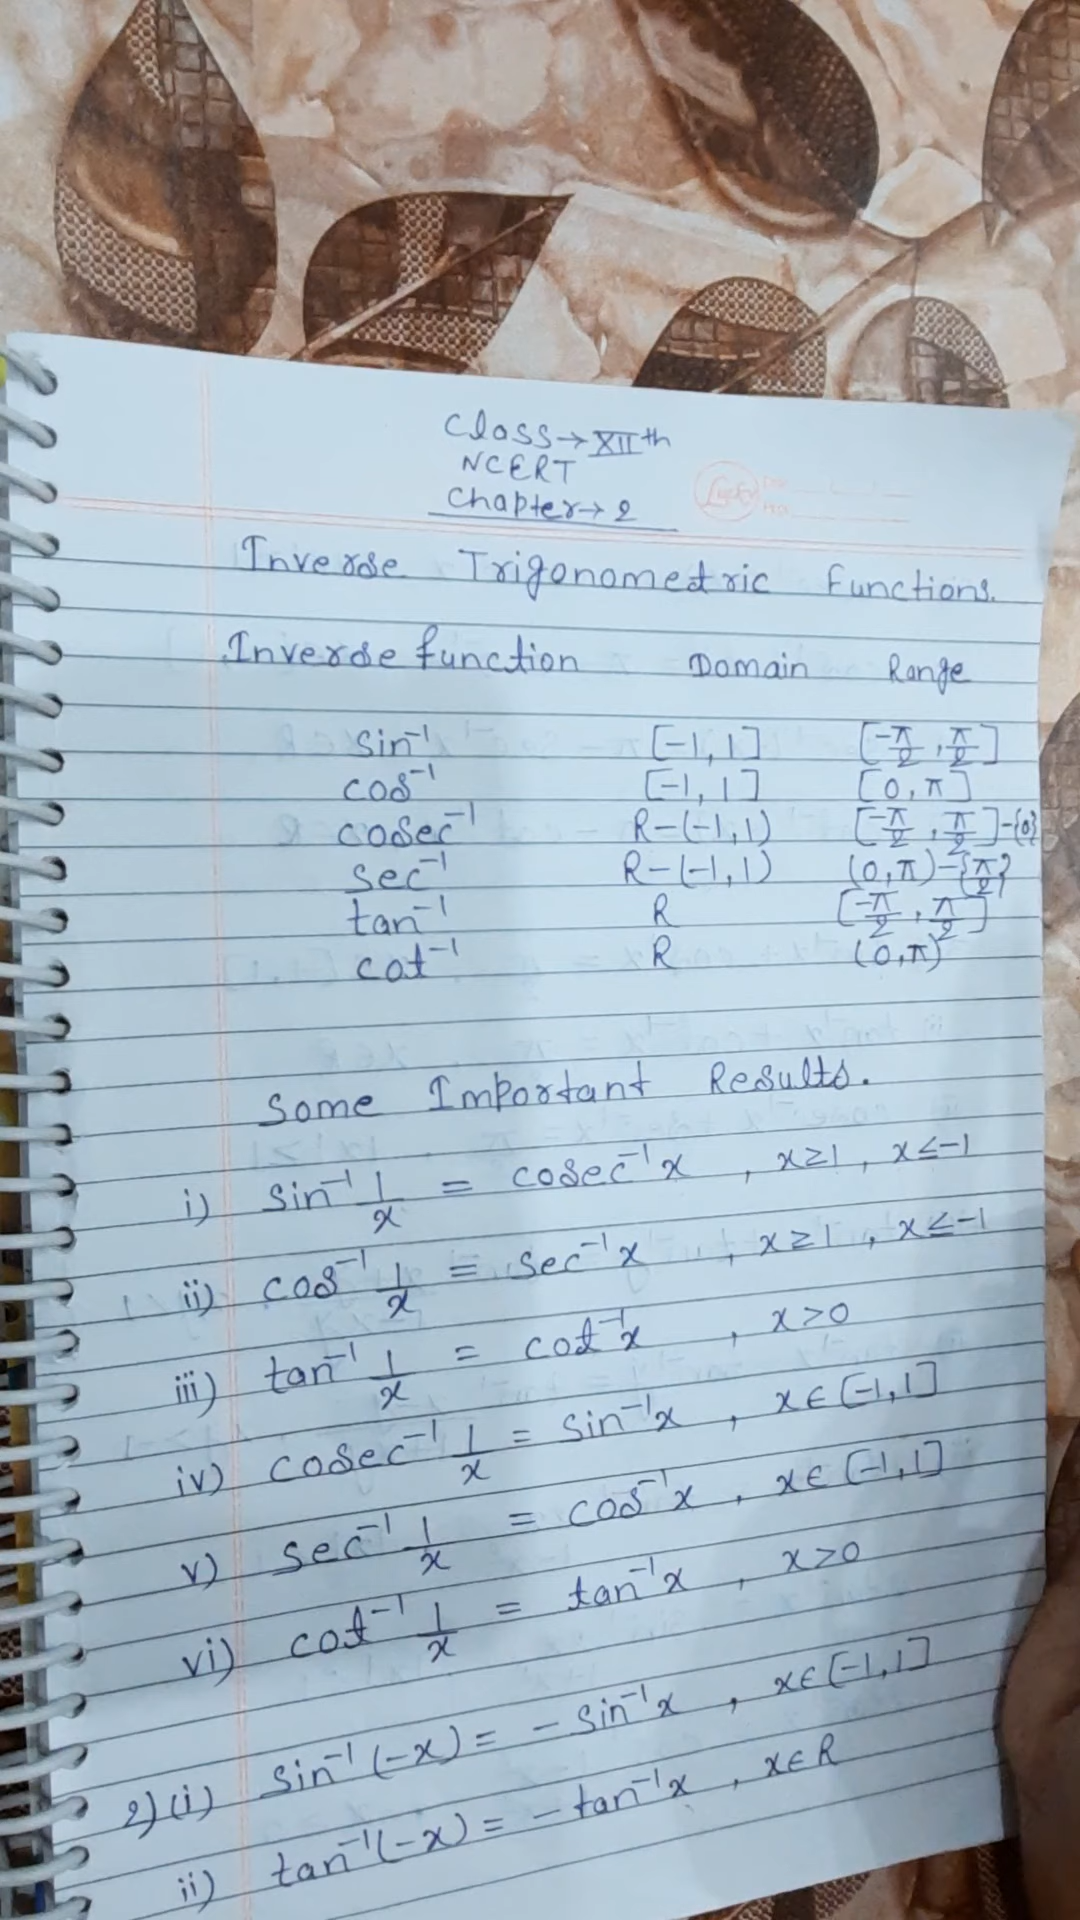 Class→XIIth
NCERT
Chapter→2
Inverse Trigonometric Functions.
Inverse function Domain Range
sin⁻¹ [-1,1] [-π/2, π/2]
cos⁻¹ [-1,1] [0,π]
cosec⁻¹ R-(-1,1) [-π/2, π/2]-{0}
sec⁻¹ R-(-1,1) (0,π)-{π/2}
tan⁻¹ R [-π/2, π/2]
cot⁻¹ R (0,π)
Some Important Results.
i) sin⁻¹ 1/x = cosec⁻¹x , x≥1, x≤-1
ii) cos⁻¹ 1/x = sec⁻¹x , x≥1, x≤-1
iii) tan⁻¹ 1/x = cot⁻¹x , x>0
iv) cosec⁻¹ 1/x = sin⁻¹x , x∈[-1,1]
v) sec⁻¹ 1/x = cos⁻¹x , x∈[-1,1]
vi) cot⁻¹ 1/x = tan⁻¹x , x>0
2)(i) sin⁻¹(-x) = -sin⁻¹x , x∈[-1,1]
ii) tan⁻¹(-x) = -tan⁻¹x , x∈R